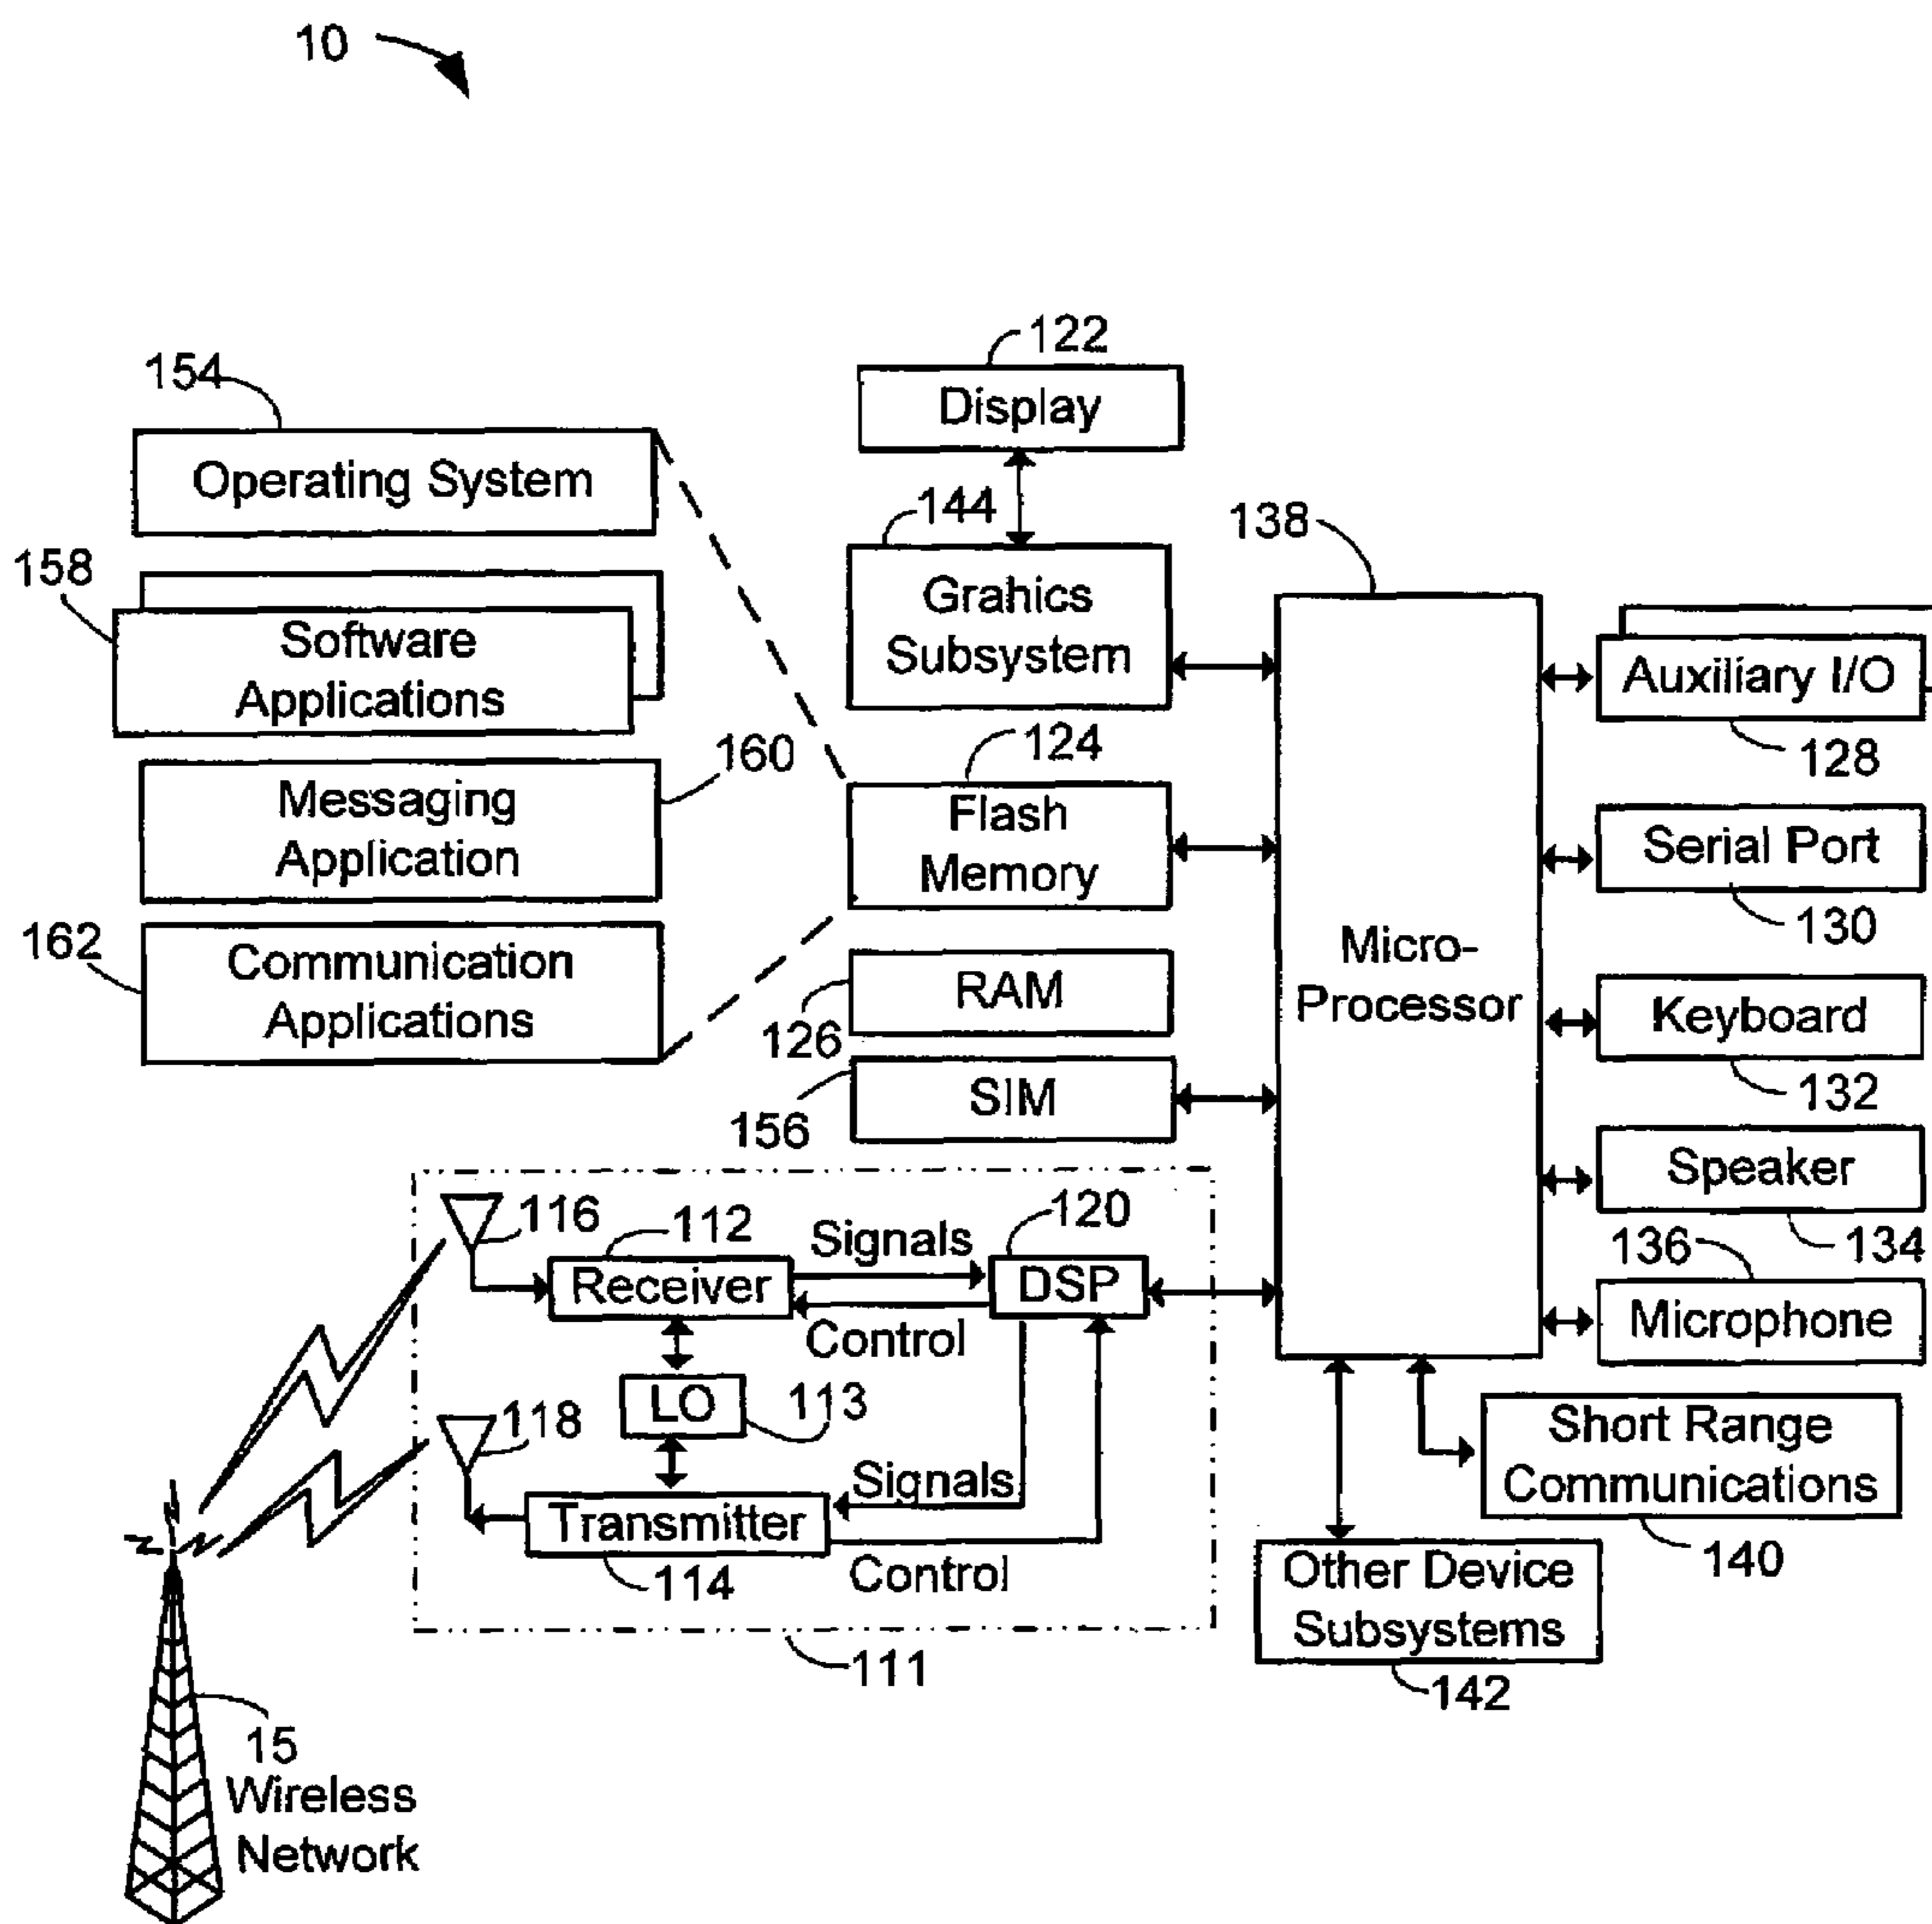 10
122
Display
154
Operating System
144
Grahics
Subsystem
138
158
Software
Applications
Auxiliary I/O
128
160
Messaging
Application
124
Flash
Memory
Serial Port
130
162
Communication
Applications
RAM
126
Micro-
Processor
Keyboard
132
SIM
156
Speaker
134
116
112
Receiver
Signals
Control
120
DSP
136
Microphone
LO
113
118
Signals
Transmitter
114
Control
Short Range
Communications
140
Other Device
Subsystems
142
111
15
Wireless
Network